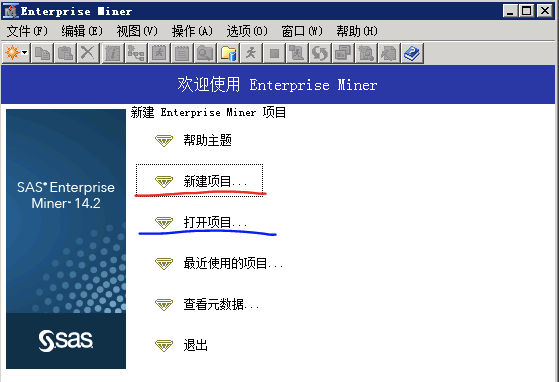 Enterprise Miner
文件(F) 编辑(E) 视图(V) 操作(A) 选项(O) 窗口(W) 帮助(H)
欢迎使用 Enterprise Miner
新建 Enterprise Miner 项目
帮助主题
新建项目...
打开项目...
最近使用的项目...
查看元数据...
退出
SAS® Enterprise
Miner™ 14.2
sas